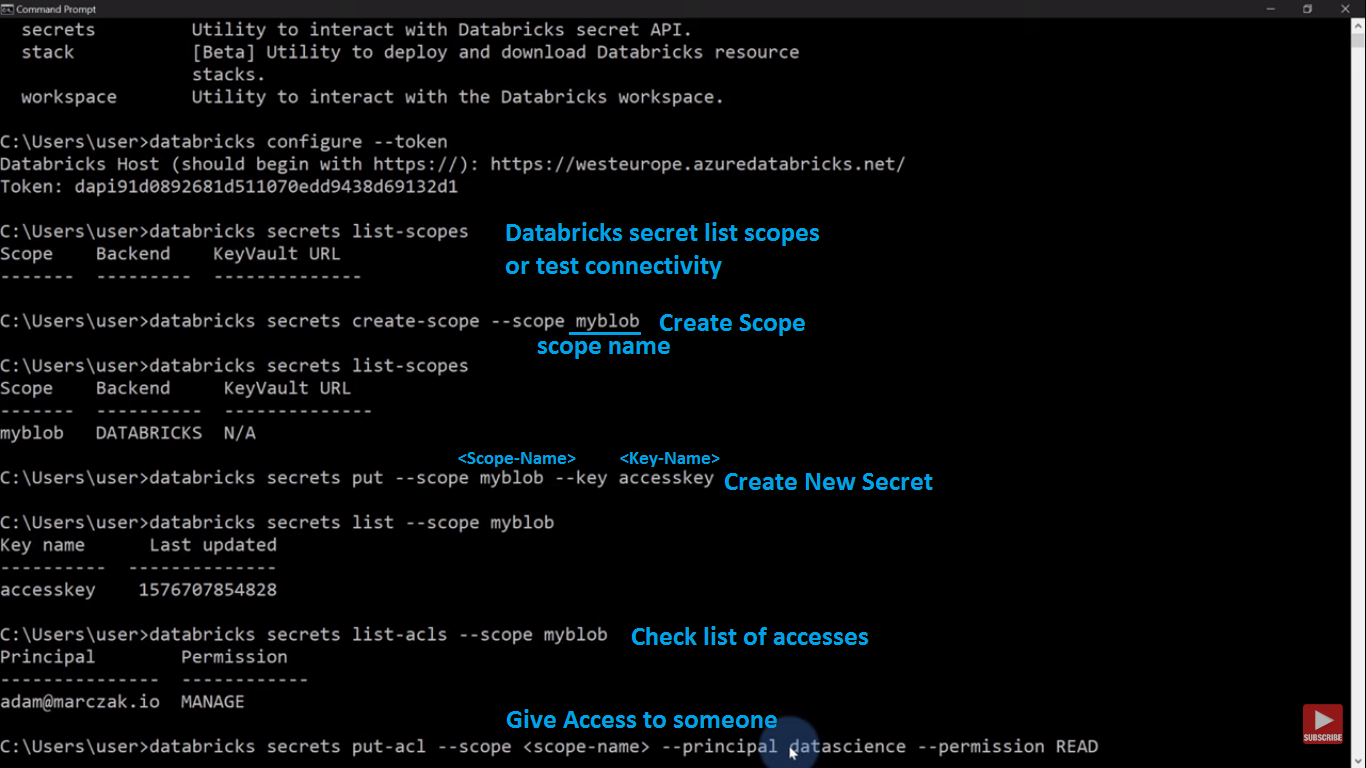 Command Prompt
secrets Utility to interact with Databricks secret API.
stack [Beta] Utility to deploy and download Databricks resource
stacks.
workspace Utility to interact with the Databricks workspace.
C:\Users\user>databricks configure --token
Databricks Host (should begin with https://): https://westeurope.azuredatabricks.net/
Token: dapi91d0892681d511070edd9438d69132d1
C:\Users\user>databricks secrets list-scopes Databricks secret list scopes
Scope Backend KeyVault URL
or test connectivity
------- --------- --------------
C:\Users\user>databricks secrets create-scope --scope myblob Create Scope
scope name
C:\Users\user>databricks secrets list-scopes
Scope Backend KeyVault URL
------- ---------- --------------
myblob DATABRICKS N/A
<Scope-Name> <Key-Name>
C:\Users\user>databricks secrets put --scope myblob --key accesskey Create New Secret
C:\Users\user>databricks secrets list --scope myblob
Key name Last updated
---------- --------------
accesskey 1576707854828
C:\Users\user>databricks secrets list-acls --scope myblob Check list of accesses
Principal Permission
--------------- ------------
adam@marczak.io MANAGE
Give Access to someone
C:\Users\user>databricks secrets put-acl --scope <scope-name> --principal datascience --permission READ
SUBSCRIBE